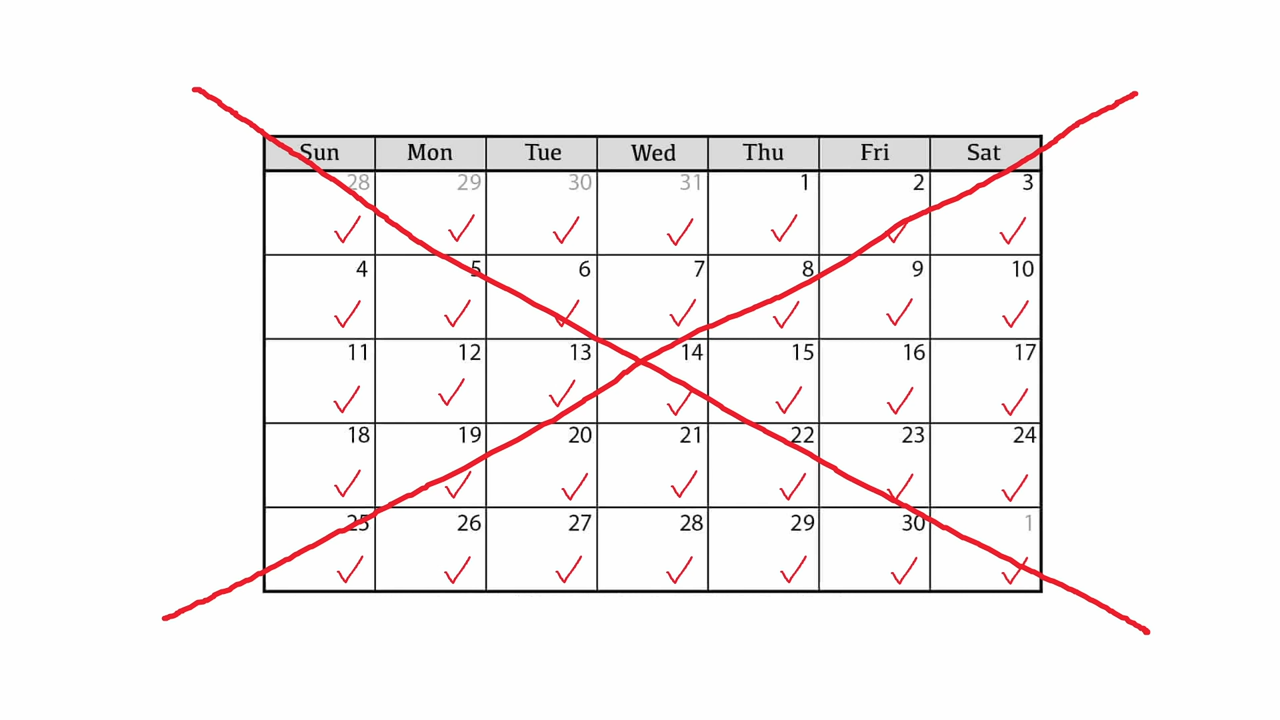 Sun Mon Tue Wed Thu Fri Sat
28 29 30 31 1 2 3
4 5 6 7 8 9 10
11 12 13 14 15 16 17
18 19 20 21 22 23 24
25 26 27 28 29 30 1